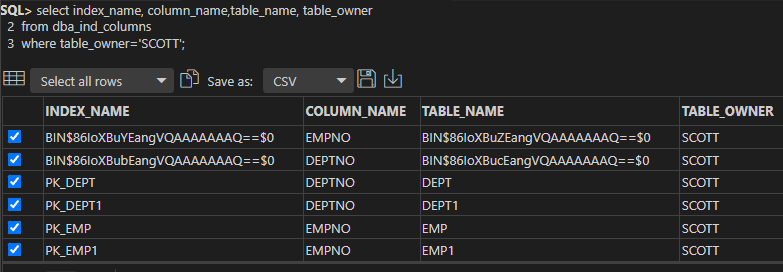 SQL> select index_name, column_name,table_name, table_owner
2 from dba_ind_columns
3 where table_owner='SCOTT';
Select all rows Save as: CSV
INDEX_NAME COLUMN_NAME TABLE_NAME TABLE_OWNER
BIN$86IoXBuYEangVQAAAAAAAQ==$0 EMPNO BIN$86IoXBuZEangVQAAAAAAAQ==$0 SCOTT
BIN$86IoXBubEangVQAAAAAAAQ==$0 DEPTNO BIN$86IoXBucEangVQAAAAAAAQ==$0 SCOTT
PK_DEPT DEPTNO DEPT SCOTT
PK_DEPT1 DEPTNO DEPT1 SCOTT
PK_EMP EMPNO EMP SCOTT
PK_EMP1 EMPNO EMP1 SCOTT